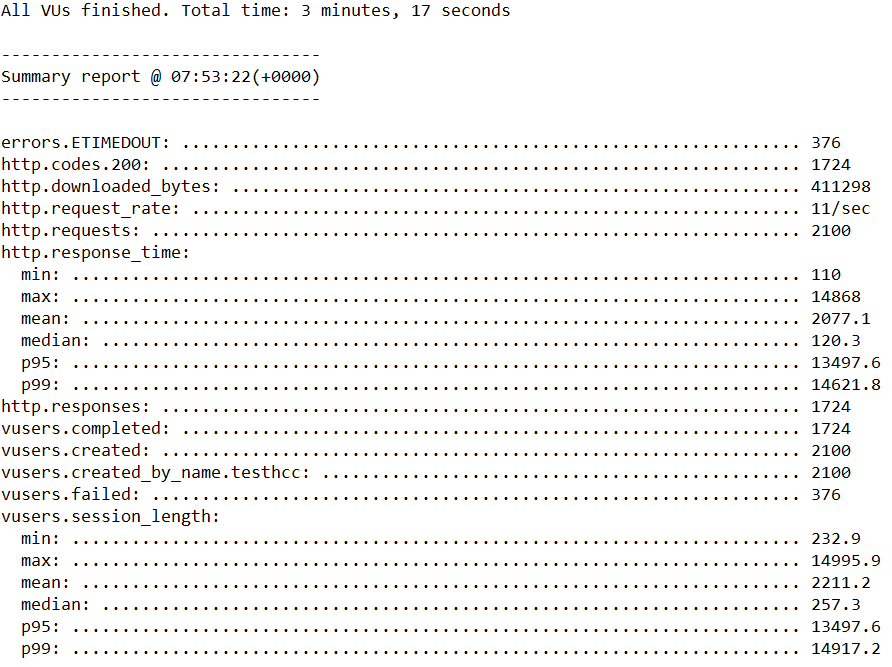 All VUs finished. Total time: 3 minutes, 17 seconds
--------------------------------
Summary report @ 07:53:22(+0000)
--------------------------------
errors.ETIMEDOUT: .............................................................. 376
http.codes.200: ................................................................ 1724
http.downloaded_bytes: ......................................................... 411298
http.request_rate: ............................................................. 11/sec
http.requests: ................................................................. 2100
http.response_time:
  min: ......................................................................... 110
  max: ......................................................................... 14868
  mean: ........................................................................ 2077.1
  median: ...................................................................... 120.3
  p95: ......................................................................... 13497.6
  p99: ......................................................................... 14621.8
http.responses: ................................................................ 1724
vusers.completed: .............................................................. 1724
vusers.created: ................................................................ 2100
vusers.created_by_name.testhcc: ................................................ 2100
vusers.failed: ................................................................. 376
vusers.session_length:
  min: ......................................................................... 232.9
  max: ......................................................................... 14995.9
  mean: ........................................................................ 2211.2
  median: ...................................................................... 257.3
  p95: ......................................................................... 13497.6
  p99: ......................................................................... 14917.2